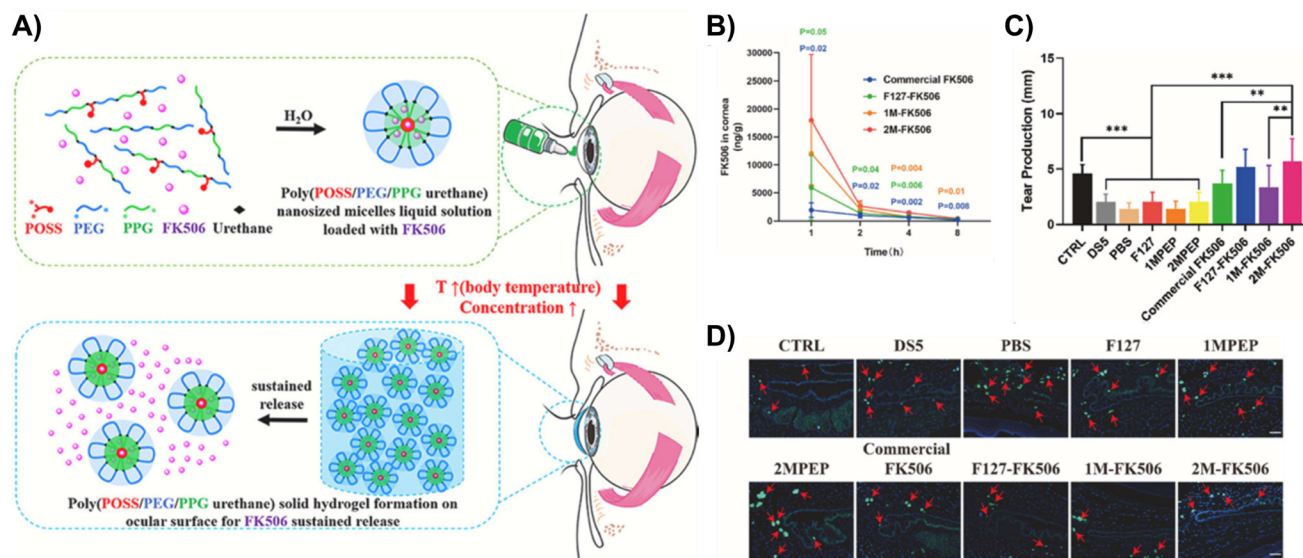 A)
H₂O
Poly(POSS/PEG/PPG urethane)
nanosized micelles liquid solution
loaded with FK506
POSS PEG PPG FK506 Urethane
T ↑(body temperature)
Concentration ↑
sustained
release
Poly(POSS/PEG/PPG urethane) solid hydrogel formation on
ocular surface for FK506 sustained release
B)
FK506 in cornea
(ng/g)
30000
25000
20000
15000
10000
5000
0
P=0.05
P=0.02
Commercial FK506
F127-FK506
1M-FK506
2M-FK506
P=0.04
P=0.02
P=0.004
P=0.006
P=0.002
P=0.01
P=0.008
1 2 4 8
Time(h)
C)
Tear Production (mm)
15
10
5
0
***
***
**
**
CTRL
DS5
PBS
F127
1MPEP
2MPEP
Commercial FK506
F127-FK506
1M-FK506
2M-FK506
D)
CTRL DS5 PBS F127 1MPEP
Commercial
2MPEP FK506 F127-FK506 1M-FK506 2M-FK506